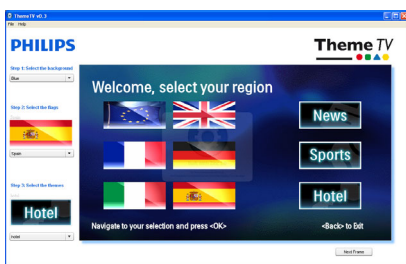 ThemeTV v0.3
File Help
PHILIPS
Theme TV
Step 1: Select the background
Blue
Step 2: Select the flags
Spain
Step 3: Select the themes
Hotel
Hotel
Welcome, select your region
News
Sports
Hotel
Navigate to your selection and press <OK>
<Back> to Exit
Next Frame